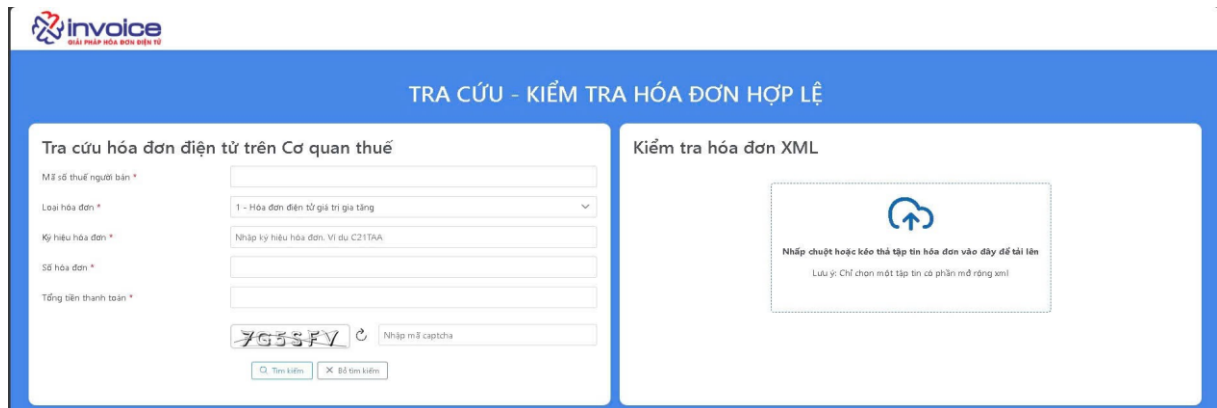 invoice
GIẢI PHÁP HÓA ĐƠN ĐIỆN TỬ
TRA CỨU - KIỂM TRA HÓA ĐƠN HỢP LỆ
Tra cứu hóa đơn điện tử trên Cơ quan thuế
Mã số thuế người bán *
Loại hóa đơn *
1 - Hóa đơn điện tử giá trị gia tăng
Ký hiệu hóa đơn *
Nhập ký hiệu hóa đơn. Ví dụ C21TAA
Số hóa đơn *
Tổng tiền thanh toán *
Nhập mã captcha
Tìm kiếm
Bỏ tìm kiếm
Kiểm tra hóa đơn XML
Nhấp chuột hoặc kéo thả tập tin hóa đơn vào đây để tải lên
Lưu ý: Chỉ chọn một tập tin có phần mở rộng xml